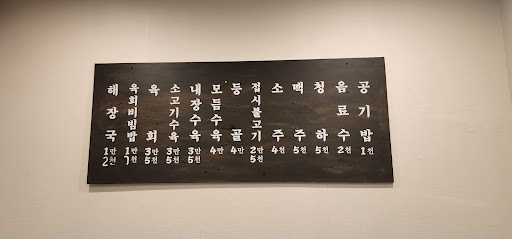 해장국 1만2천
육회비빔밥 1만7천
육회 3만5천
소고기수육 3만5천
내장수육 3만5천
모듬수육 4만
등골 4만
접시불고기 2만5천
소주 4천
맥주 5천
청하 5천
음료수 2천
공기밥 1천